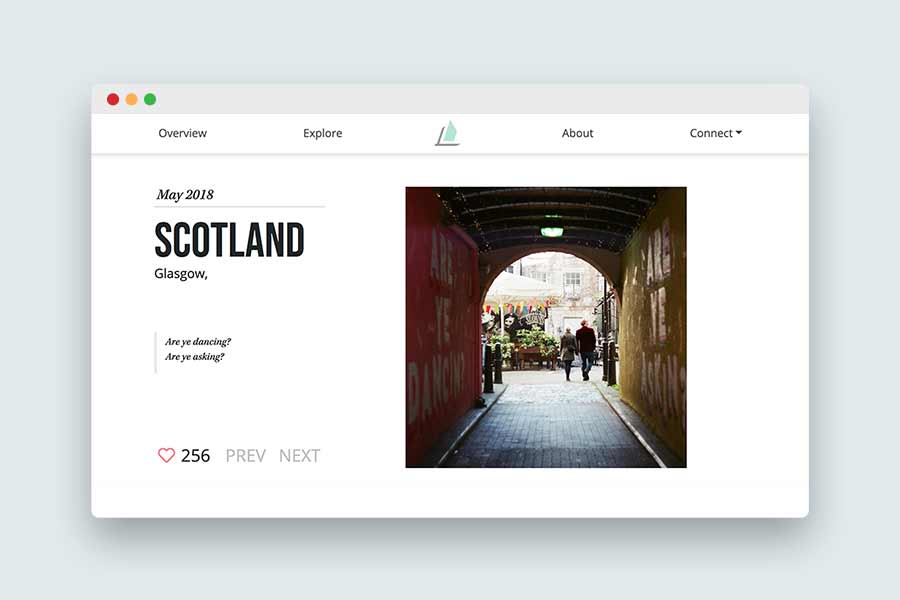 Overview
Explore
About
Connect
May 2018
SCOTLAND
Glasgow,
Are ye dancing?
Are ye asking?
256
PREV
NEXT
ARE
YE
DANCING?
ARE
YE
ASKING